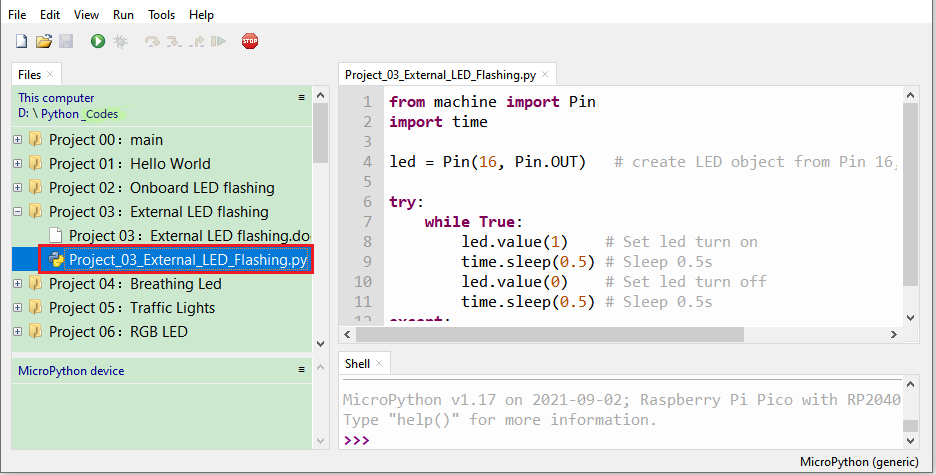 File Edit View Run Tools Help
STOP
Files
This computer
D: \ Python _Codes
Project 00：main
Project 01：Hello World
Project 02：Onboard LED flashing
Project 03：External LED flashing
Project 03：External LED flashing.do
Project_03_External_LED_Flashing.py
Project 04：Breathing Led
Project 05：Traffic Lights
Project 06：RGB LED
MicroPython device
Project_03_External_LED_Flashing.py
1 from machine import Pin
2 import time
3
4 led = Pin(16, Pin.OUT)   # create LED object from Pin 16,
5
6 try:
7     while True:
8         led.value(1)    # Set led turn on
9         time.sleep(0.5) # Sleep 0.5s
10         led.value(0)    # Set led turn off
11         time.sleep(0.5) # Sleep 0.5s
12 except:
Shell
MicroPython v1.17 on 2021-09-02; Raspberry Pi Pico with RP2040
Type "help()" for more information.
>>>
MicroPython (generic)